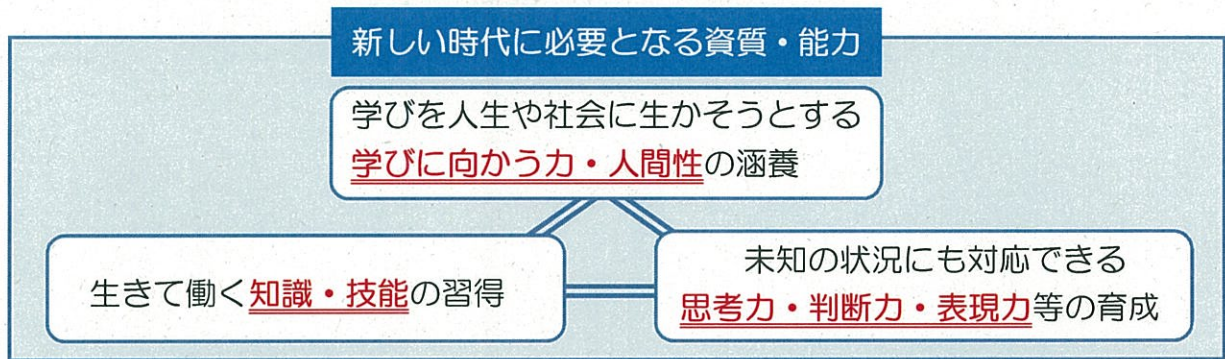 新しい時代に必要となる資質・能力
学びを人生や社会に生かそうとする
学びに向かう力・人間性の涵養
生きて働く知識・技能の習得
未知の状況にも対応できる
思考力・判断力・表現力等の育成